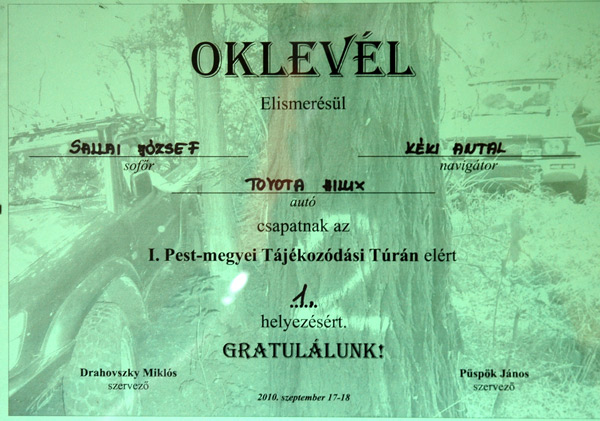 OKLEVÉL
Elismerésül
SALLAI JÓZSEF KÉKI ANTAL
sofőr navigátor
TOYOTA HILUX
autó
csapatnak az
I. Pest-megyei Tájékozódási Túrán elért
1.
helyezésért.
GRATULÁLUNK!
Drahovszky Miklós Püspök János
szervező szervező
2010. szeptember 17-18